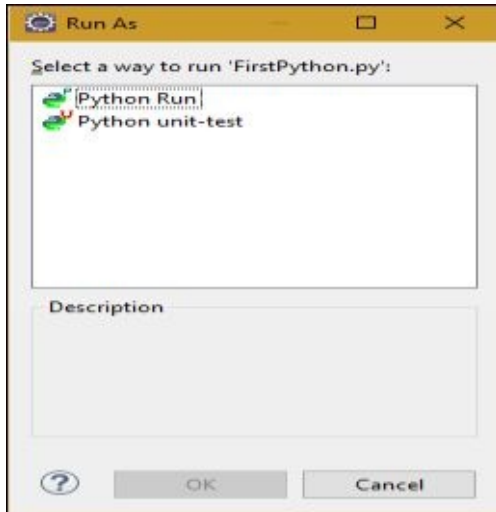 Run As
Select a way to run 'FirstPython.py':
Python Run
Python unit-test
Description
?
OK
Cancel